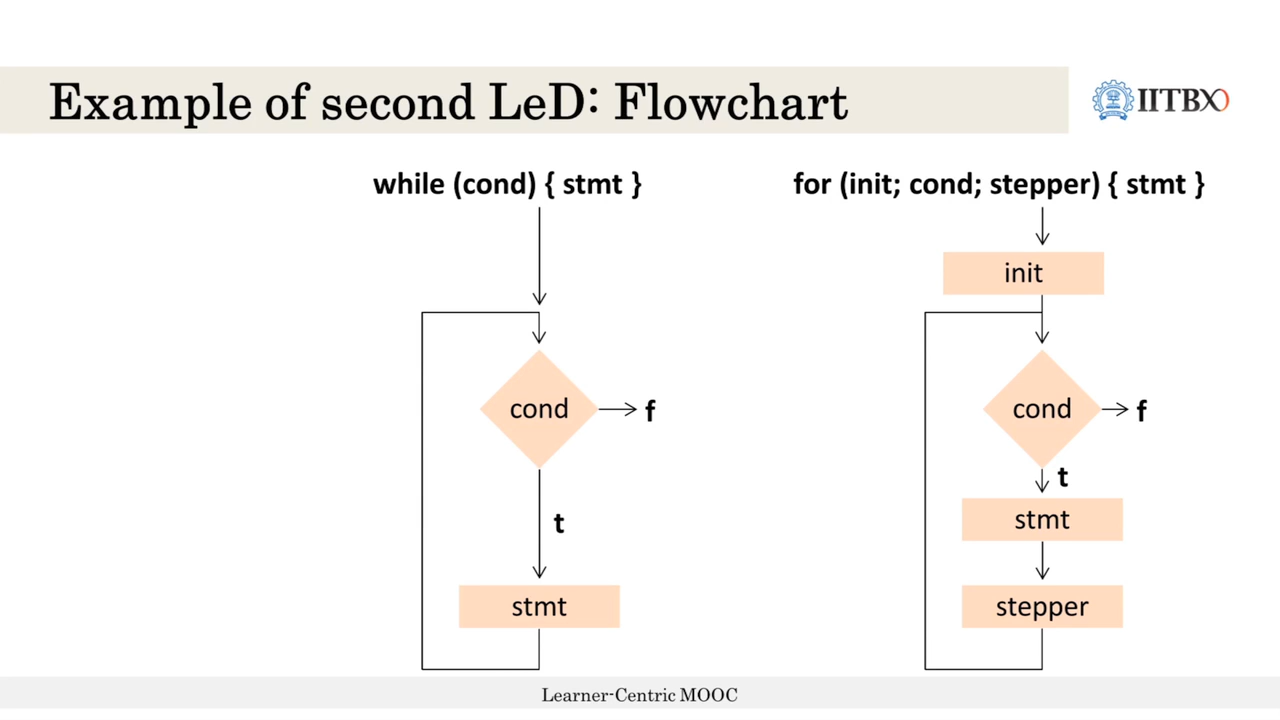 Example of second LeD: Flowchart
IITBX
while (cond) { stmt }
cond
f
t
stmt
for (init; cond; stepper) { stmt }
init
cond
f
t
stmt
stepper
Learner-Centric MOOC